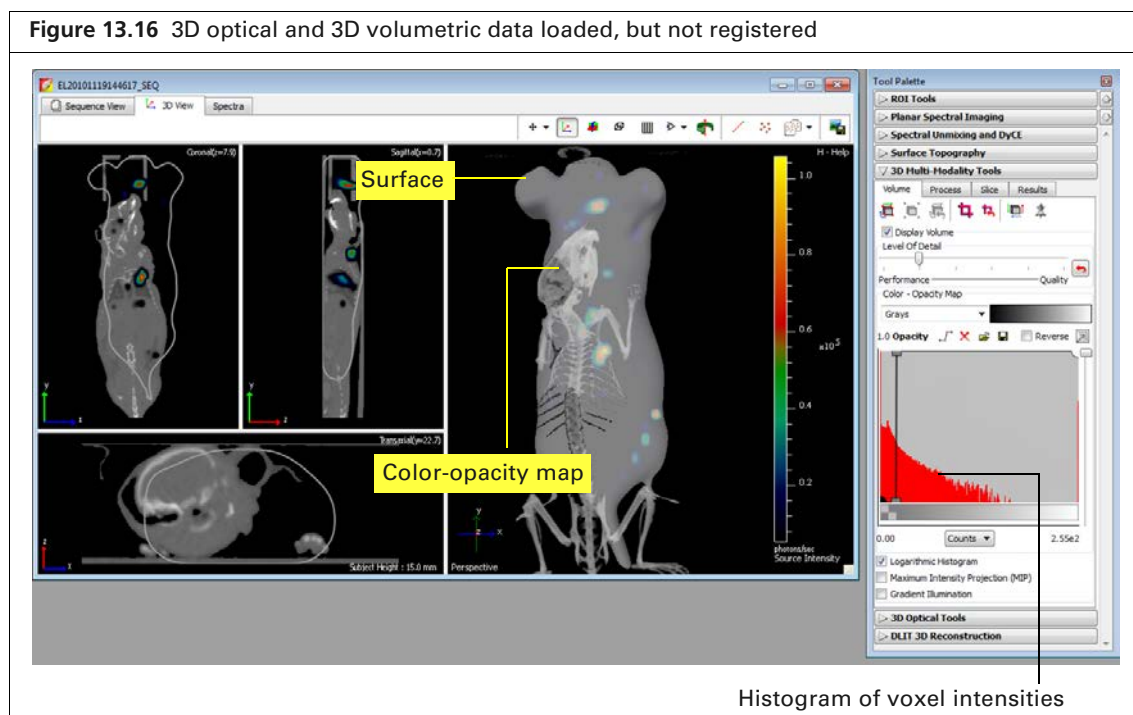 Figure 13.16 3D optical and 3D volumetric data loaded, but not registered
EL20101119144617_SEQ
Sequence View
3D View
Spectra
Coronal(z=7.9)
Sagittal(x=0.7)
H - Help
Surface
1.0
0.8
0.6
x10⁵
0.4
0.2
photons/sec
Source Intensity
Color-opacity map
y
x
y
z
Transaxial(y=22.7)
z
x
Subject Height : 15.0 mm
y
z
x
Perspective
Tool Palette
ROI Tools
Planar Spectral Imaging
Spectral Unmixing and DyCE
Surface Topography
3D Multi-Modality Tools
Volume
Process
Slice
Results
Display Volume
Level Of Detail
Performance
Quality
Color - Opacity Map
Grays
1.0 Opacity
Reverse
0.00
Counts
2.55e2
Logarithmic Histogram
Maximum Intensity Projection (MIP)
Gradient Illumination
3D Optical Tools
DLIT 3D Reconstruction
Histogram of voxel intensities